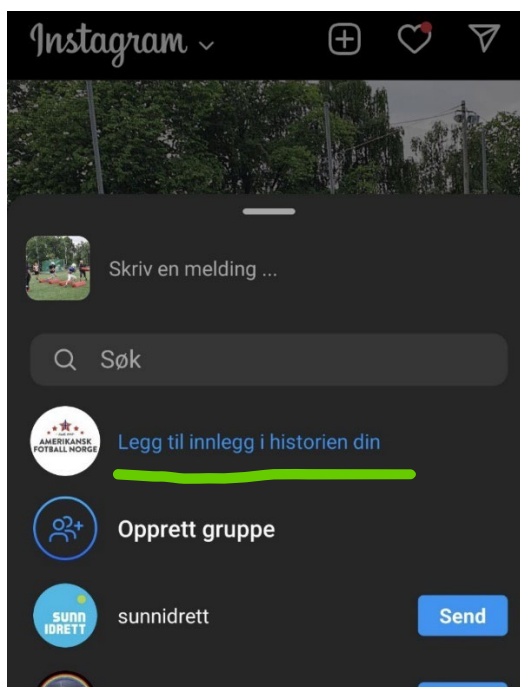 Instagram
Skriv en melding ...
Søk
AMERIKANSK
FOTBALL NORGE
Legg til innlegg i historien din
Opprett gruppe
SUNN
IDRETT
sunnidrett
Send